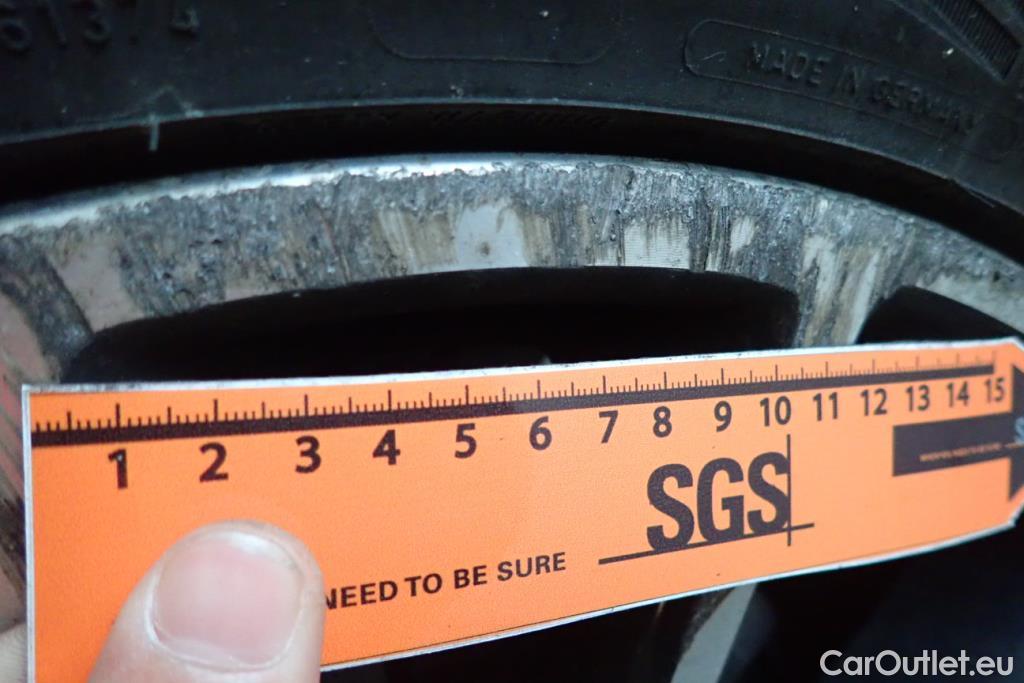 61374
MADE IN GERMANY
1 2 3 4 5 6 7 8 9 10 11 12 13 14 15
SGS
NEED TO BE SURE
CarOutlet.eu